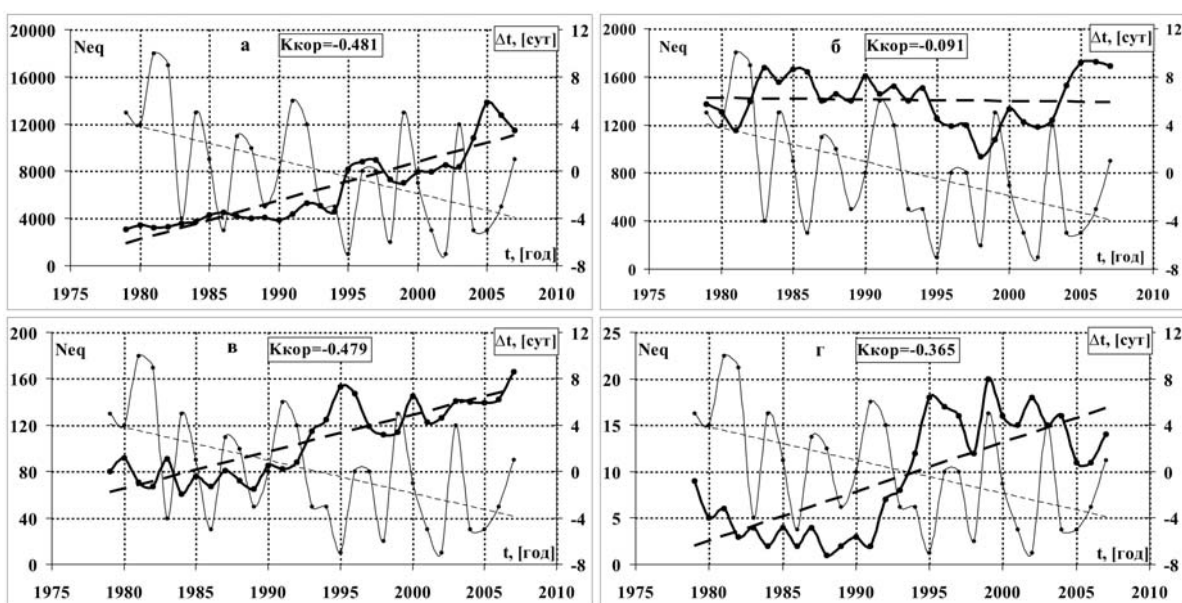 20000 Neq а Ккор=-0.481 Δt, [сут] 12
16000 8
12000 4
8000 0
4000 -4
0 t, [год] -8
1975 1980 1985 1990 1995 2000 2005 2010
2000 Neq б Ккор=-0.091 Δt, [сут] 12
1600 8
1200 4
800 0
400 -4
0 t, [год] -8
1975 1980 1985 1990 1995 2000 2005 2010
200 Neq в Ккор=-0.479 Δt, [сут] 12
160 8
120 4
80 0
40 -4
0 t, [год] -8
1975 1980 1985 1990 1995 2000 2005 2010
25 Neq г Ккор=-0.365 Δt, [сут] 12
20 8
15 4
10 0
5 -4
0 t, [год] -8
1975 1980 1985 1990 1995 2000 2005 2010